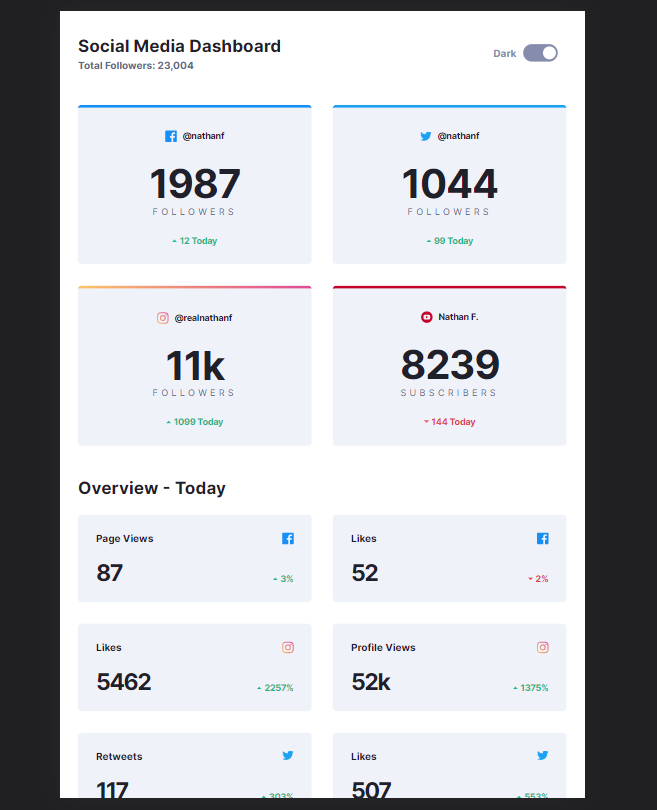 Social Media Dashboard
Total Followers: 23,004
Dark
@nathanf
1987
FOLLOWERS
12 Today
@nathanf
1044
FOLLOWERS
99 Today
@realnathanf
11k
FOLLOWERS
1099 Today
Nathan F.
8239
SUBSCRIBERS
144 Today
Overview - Today
Page Views
87
3%
Likes
52
2%
Likes
5462
2257%
Profile Views
52k
1375%
Retweets
117
303%
Likes
507
553%